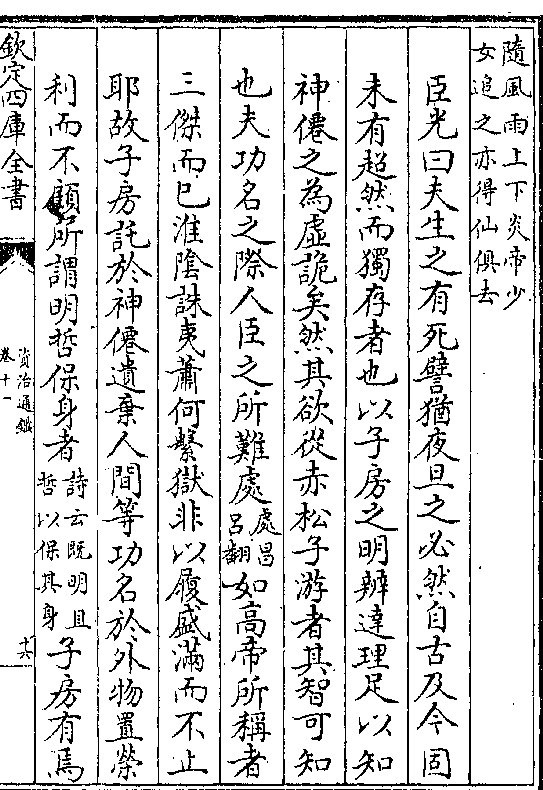 隨風雨上下炎帝少
女追之亦得仙俱去
臣光曰夫生之有死譬猶夜旦之必然自古及今固
未有超然而獨存者也以子房之明辨達理足以知
神僊之為虛詭矣然其欲從赤松子游者其智可知
也夫功名之際人臣之所難處處昌呂翻如高帝所稱者
三傑而已淮隂誅夷蕭何繫獄非以履盛滿而不止
耶故子房託於神僊遺棄人間等功名於外物置榮
利而不顧所謂明哲保身者詩云既明且哲以保其身子房有焉
欽定四庫全書
資治通鑑
卷十一
十六